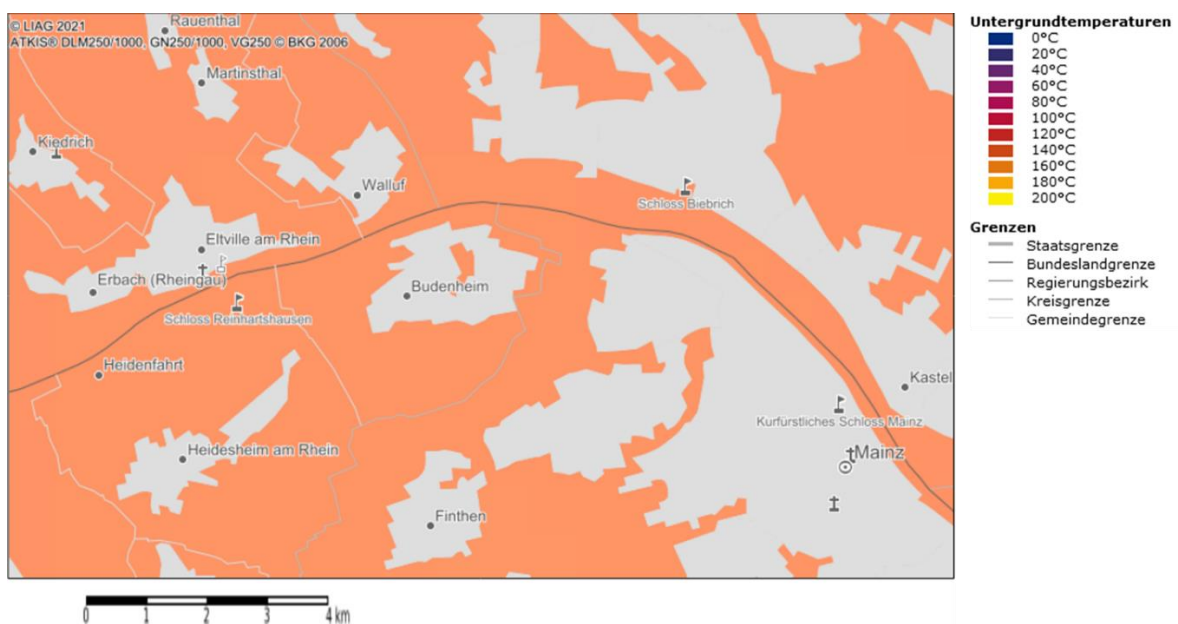 © LIAG 2021
ATKIS® DLM250/1000, GN250/1000, VG250 © BKG 2006
Rauenthal
Martinsthal
Kiedrich
Walluf
Schloss Biebrich
Eltville am Rhein
Erbach (Rheingau)
Budenheim
Schloss Reinhartshausen
Heidenfahrt
Kastel
Kurfürstliches Schloss Mainz
Heidesheim am Rhein
Mainz
Finthen
0 1 2 3 4 km
Untergrundtemperaturen
0°C
20°C
40°C
60°C
80°C
100°C
120°C
140°C
160°C
180°C
200°C
Grenzen
Staatsgrenze
Bundeslandgrenze
Regierungsbezirk
Kreisgrenze
Gemeindegrenze